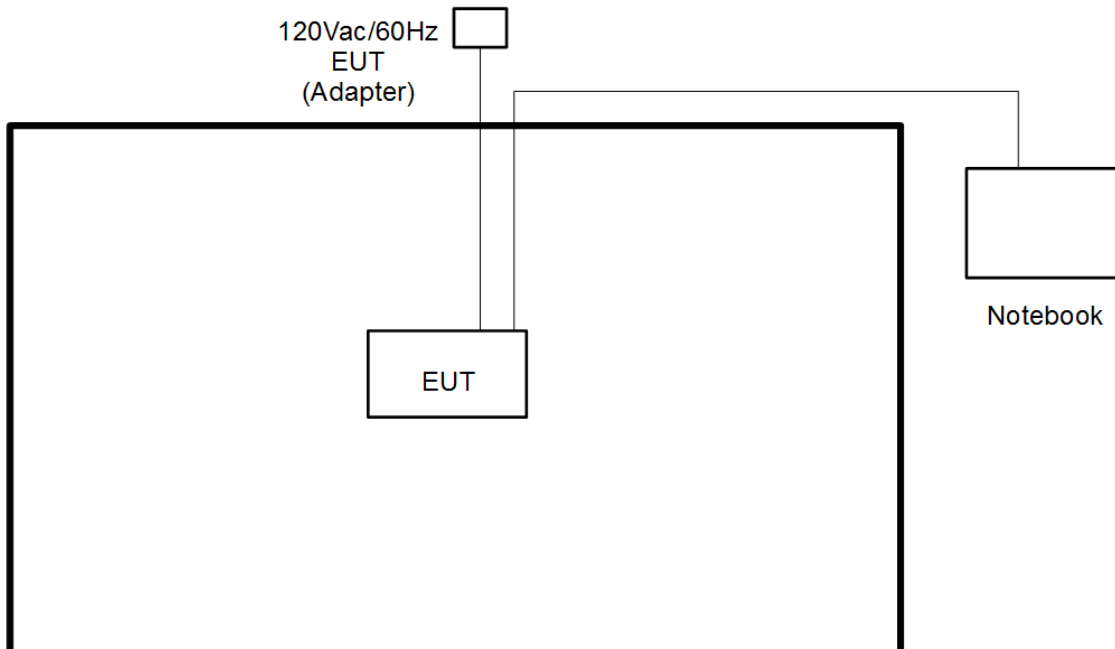 120Vac/60Hz
EUT
(Adapter)
Notebook
EUT